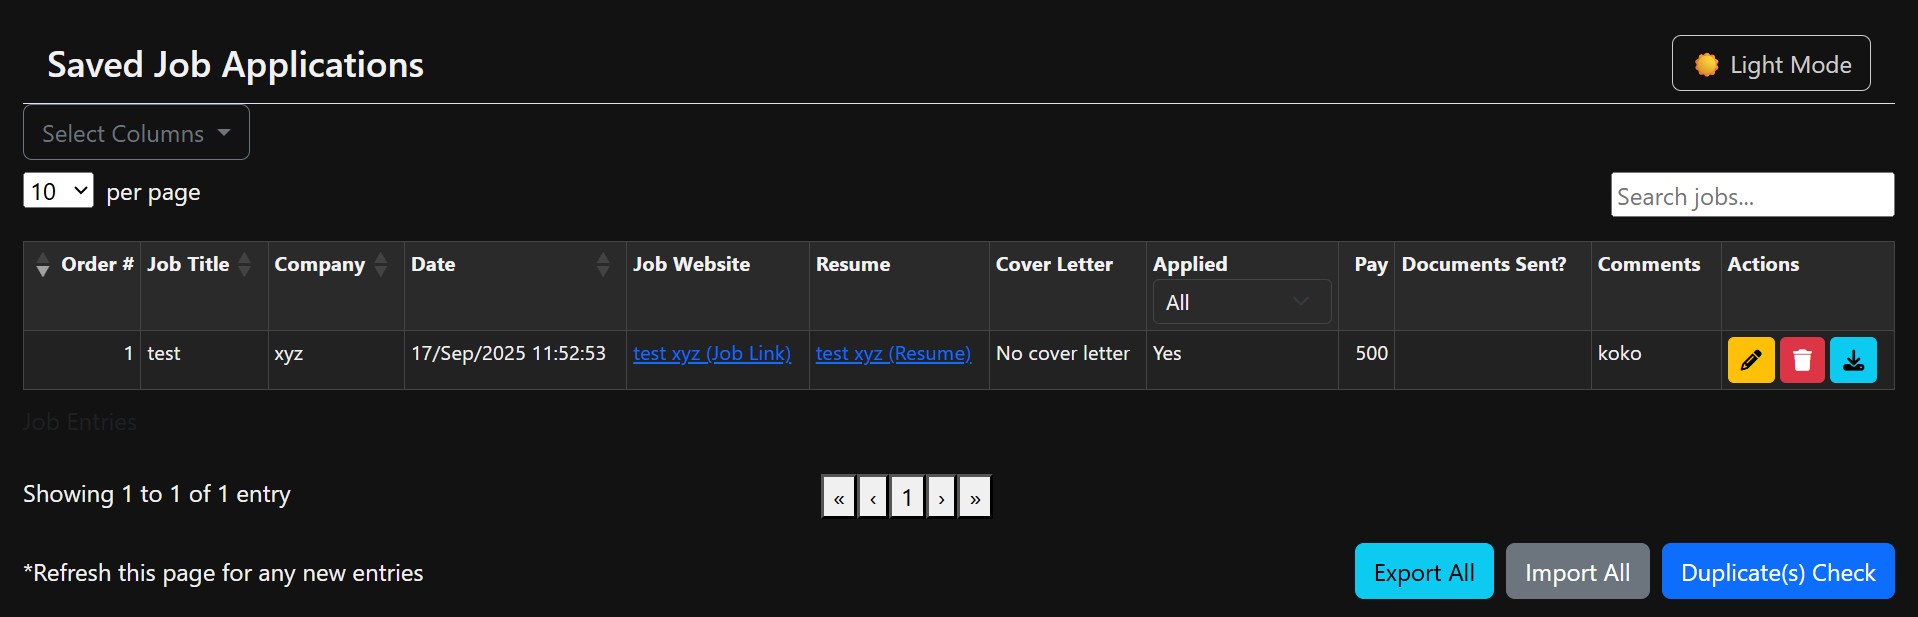 Saved Job Applications
Light Mode
Select Columns
10 per page
Search jobs...
Order # Job Title Company Date Job Website Resume Cover Letter Applied Pay Documents Sent? Comments Actions
All
1 test xyz 17/Sep/2025 11:52:53 test xyz (Job Link) test xyz (Resume) No cover letter Yes 500 koko
Job Entries
Showing 1 to 1 of 1 entry
« ‹ 1 › »
*Refresh this page for any new entries
Export All Import All Duplicate(s) Check